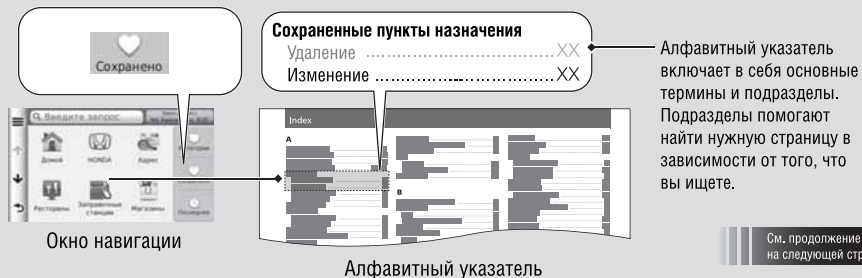 Сохранено
Сохраненные пункты назначения
Удаление ................................ XX
Изменение ................................ XX
Алфавитный указатель
включает в себя основные
термины и подразделы.
Подразделы помогают
найти нужную страницу в
зависимости от того, что
вы ищете.
Введите запрос
Домой
HONDA
Адрес
Категории
Рестораны
Заправочные
станции
Магазины
Последнее
Index
A
B
Окно навигации
Алфавитный указатель
См. продолжение
на следующей стр